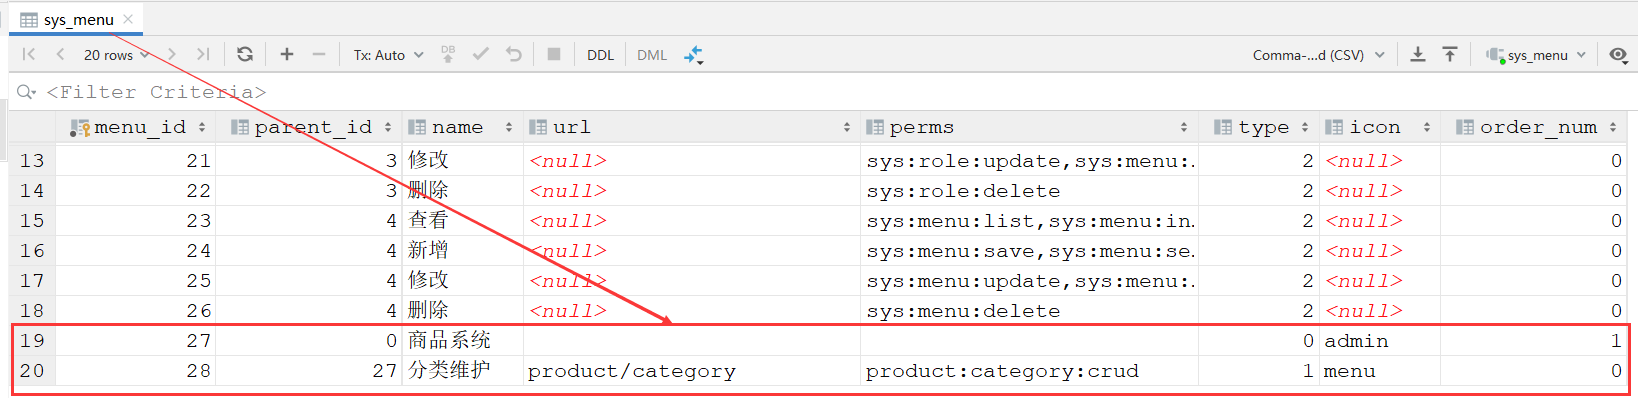 sys_menu
20 rows Tx: Auto DB DDL DML Comma-...d (CSV) sys_menu
<Filter Criteria>
menu_id parent_id name url perms type icon order_num
13 21 3 修改 <null> sys:role:update,sys:menu:… 2 <null> 0
14 22 3 删除 <null> sys:role:delete 2 <null> 0
15 23 4 查看 <null> sys:menu:list,sys:menu:in… 2 <null> 0
16 24 4 新增 <null> sys:menu:save,sys:menu:se… 2 <null> 0
17 25 4 修改 <null> sys:menu:update,sys:menu:… 2 <null> 0
18 26 4 删除 <null> sys:menu:delete 2 <null> 0
19 27 0 商品系统 0 admin 1
20 28 27 分类维护 product/category product:category:crud 1 menu 0